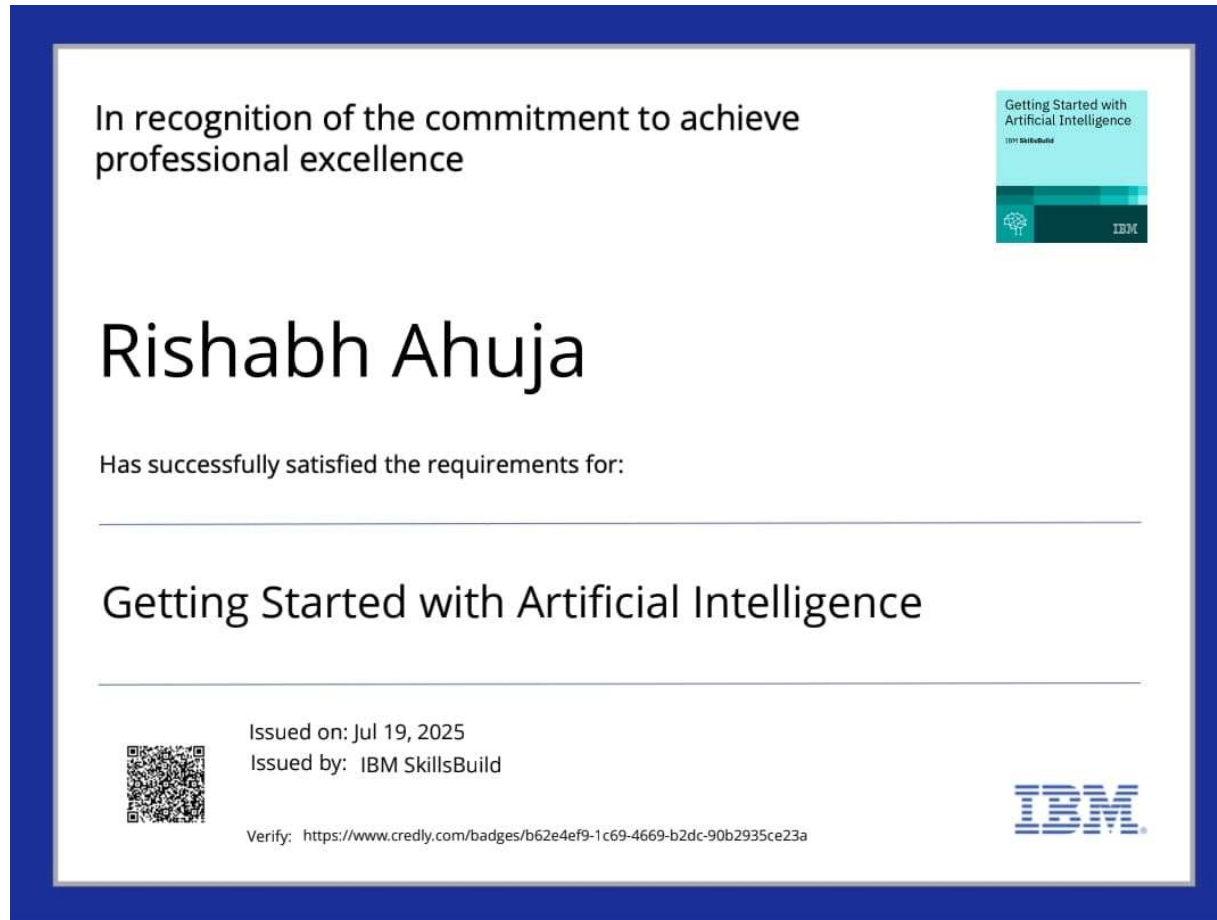 In recognition of the commitment to achieve
professional excellence
Getting Started with
Artificial Intelligence
IBM SkillsBuild
IBM
Rishabh Ahuja
Has successfully satisfied the requirements for:
Getting Started with Artificial Intelligence
Issued on: Jul 19, 2025
Issued by: IBM SkillsBuild
Verify: https://www.credly.com/badges/b62e4ef9-1c69-4669-b2dc-90b2935ce23a
IBM.